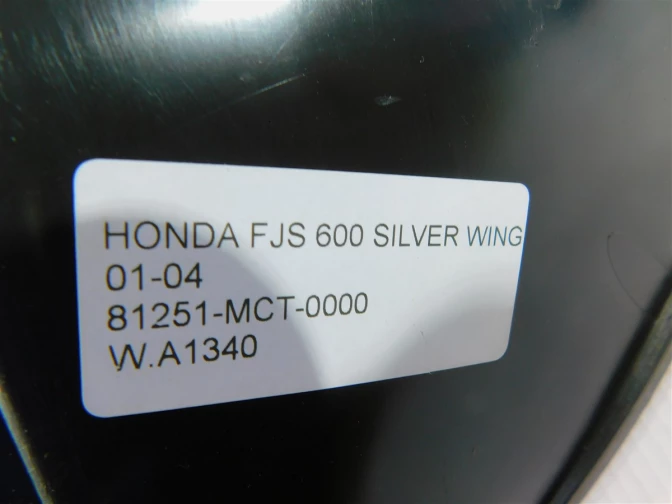 HONDA FJS 600 SILVER WING
01-04
81251-MCT-0000
W.A1340